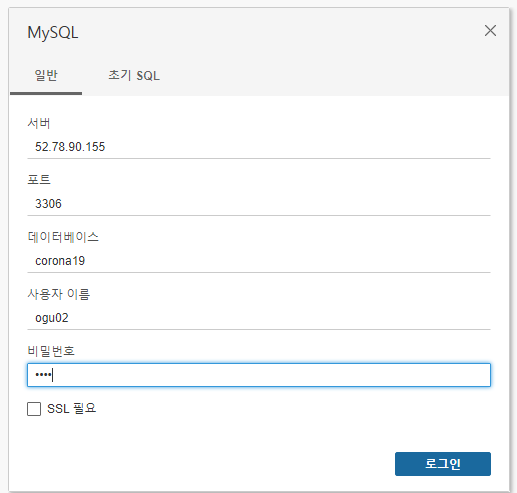 MySQL
일반 초기 SQL
서버
52.78.90.155
포트
3306
데이터베이스
corona19
사용자 이름
ogu02
비밀번호
••••
SSL 필요
로그인